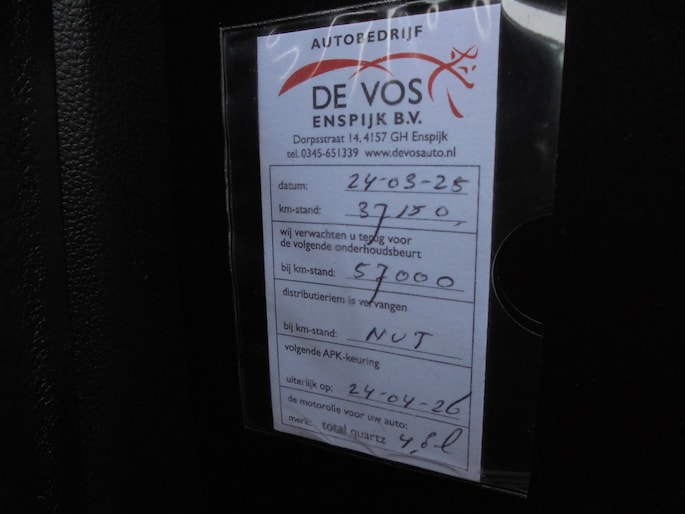 AUTOBEDRIJF
DE VOS
ENSPIJK B.V.
Dorpsstraat 14, 4157 GH Enspijk
tel. 0345-651339 www.devosauto.nl
datum: 24-03-25
km-stand: 37150,
wij verwachten u terug voor
de volgende onderhoudsbeurt
bij km-stand: 57000
distributieriem is vervangen
bij km-stand: NUT
volgende APK-keuring
uiterlijk op: 24-04-26
de motorolie voor uw auto:
merk: total quartz 4,8l